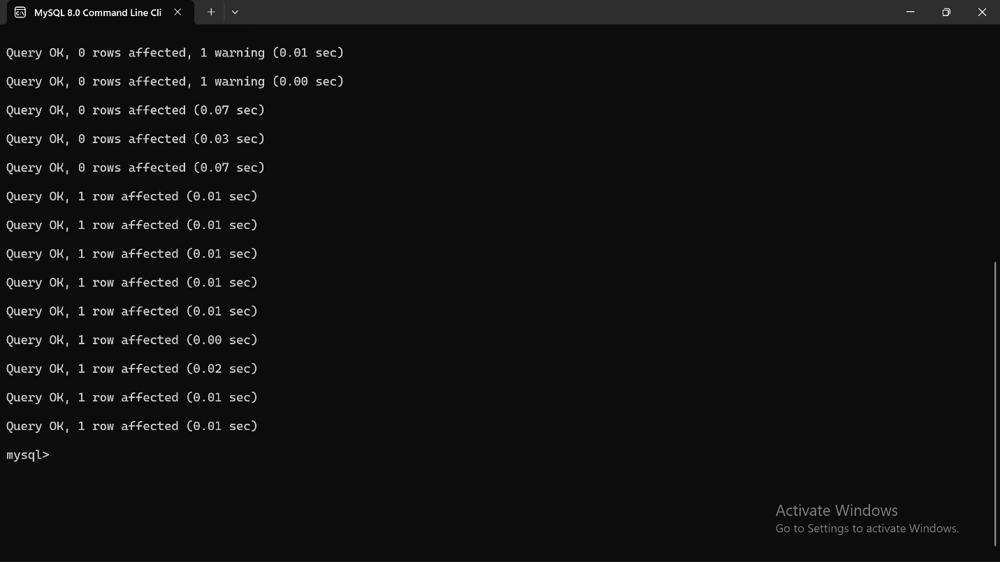 MySQL 8.0 Command Line Cli
Query OK, 0 rows affected, 1 warning (0.01 sec)
Query OK, 0 rows affected, 1 warning (0.00 sec)
Query OK, 0 rows affected (0.07 sec)
Query OK, 0 rows affected (0.03 sec)
Query OK, 0 rows affected (0.07 sec)
Query OK, 1 row affected (0.01 sec)
Query OK, 1 row affected (0.01 sec)
Query OK, 1 row affected (0.01 sec)
Query OK, 1 row affected (0.01 sec)
Query OK, 1 row affected (0.01 sec)
Query OK, 1 row affected (0.00 sec)
Query OK, 1 row affected (0.02 sec)
Query OK, 1 row affected (0.01 sec)
Query OK, 1 row affected (0.01 sec)
mysql>
Activate Windows
Go to Settings to activate Windows.